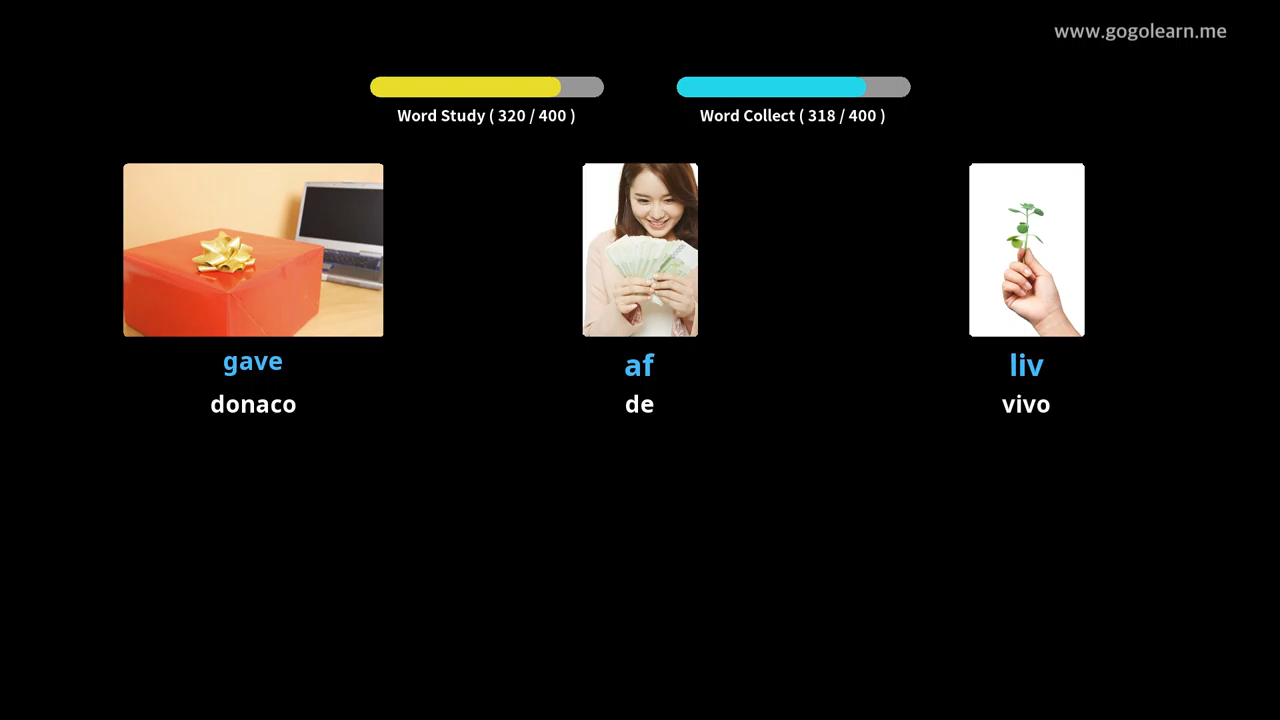 www.gogolearn.me
Word Study ( 320 / 400 )
Word Collect ( 318 / 400 )
gave
af
liv
donaco
de
vivo